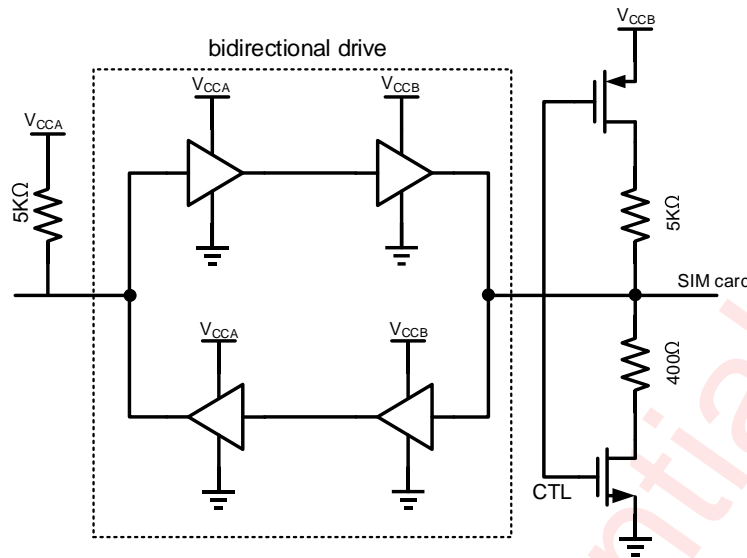 bidirectional drive
VCCA
5KΩ
VCCA
VCCB
VCCA
VCCB
VCCB
5KΩ
SIM card
400Ω
CTL